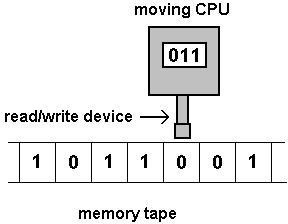 moving CPU
011
read/write device
1 0 1 1 0 0 1
memory tape